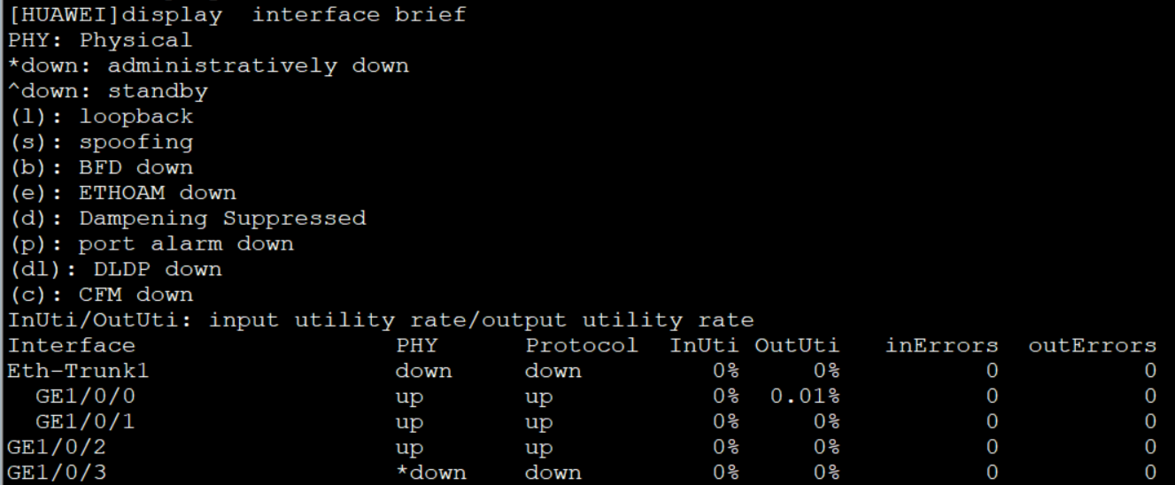 [HUAWEI]display  interface brief
PHY: Physical
*down: administratively down
^down: standby
(l): loopback
(s): spoofing
(b): BFD down
(e): ETHOAM down
(d): Dampening Suppressed
(p): port alarm down
(dl): DLDP down
(c): CFM down
InUti/OutUti: input utility rate/output utility rate
Interface                  PHY      Protocol  InUti OutUti   inErrors  outErrors
Eth-Trunk1                 down     down         0%     0%          0          0
  GE1/0/0                  up       up           0%  0.01%          0          0
  GE1/0/1                  up       up           0%     0%          0          0
GE1/0/2                    up       up           0%     0%          0          0
GE1/0/3                    *down    down         0%     0%          0          0